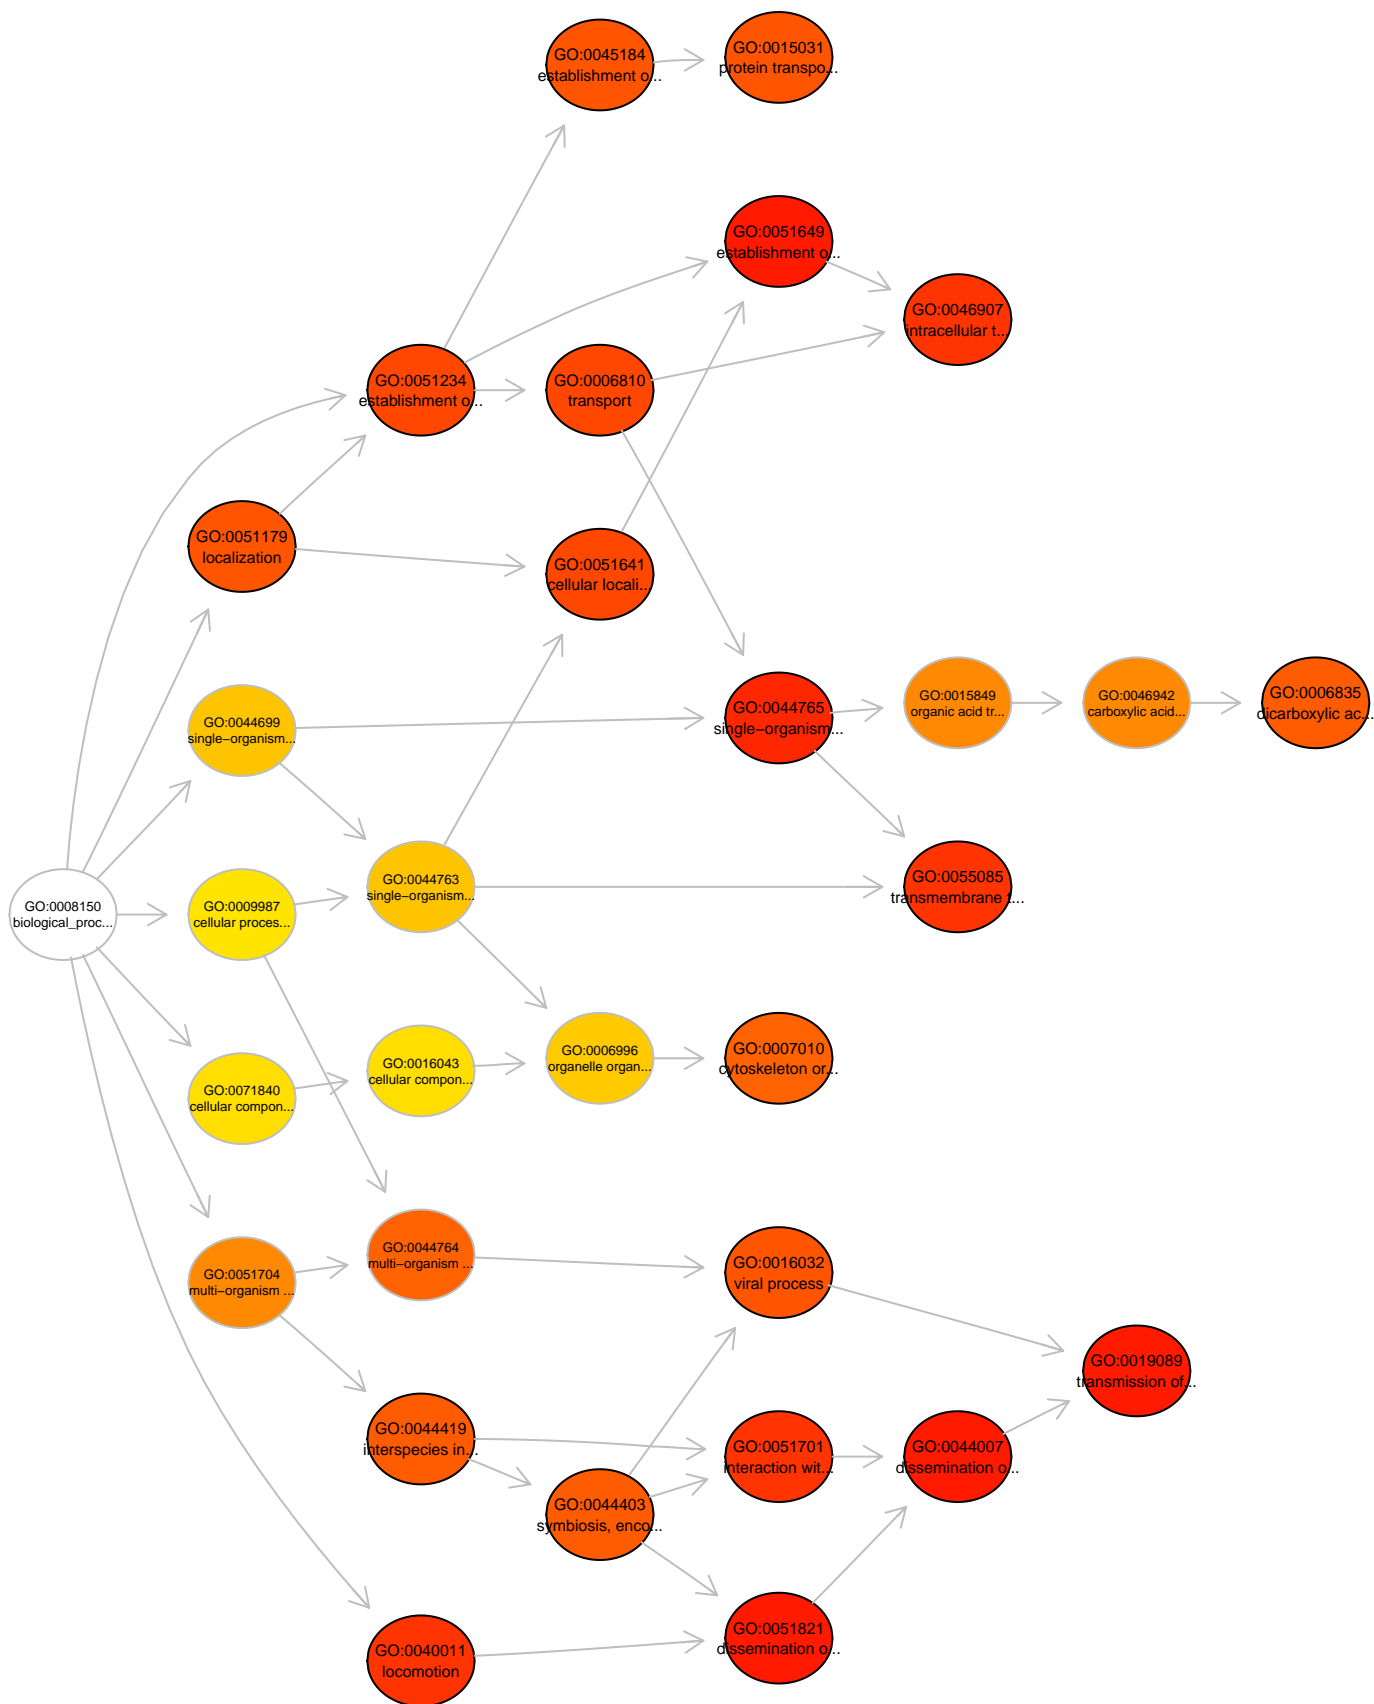 GO:0045184
establishment o...
GO:0015031
protein transpo...
GO:0051649
establishment o...
GO:0046907
intracellular t...
GO:0051234
establishment o...
GO:0006810
transport
GO:0051179
localization
GO:0051641
cellular locali...
GO:0044699
single−organism...
GO:0044765
single−organism...
GO:0015849
organic acid tr...
GO:0046942
carboxylic acid...
GO:0006835
dicarboxylic ac...
GO:0008150
biological_proc...
GO:0009987
cellular proces...
GO:0044763
single−organism...
GO:0055085
transmembrane t...
GO:0071840
cellular compon...
GO:0016043
cellular compon...
GO:0006996
organelle organ...
GO:0007010
cytoskeleton or...
GO:0051704
multi−organism ...
GO:0044764
multi−organism ...
GO:0016032
viral process
GO:0019089
transmission of...
GO:0044419
interspecies in...
GO:0051701
interaction wit...
GO:0044007
dissemination o...
GO:0044403
symbiosis, enco...
GO:0040011
locomotion
GO:0051821
dissemination o...